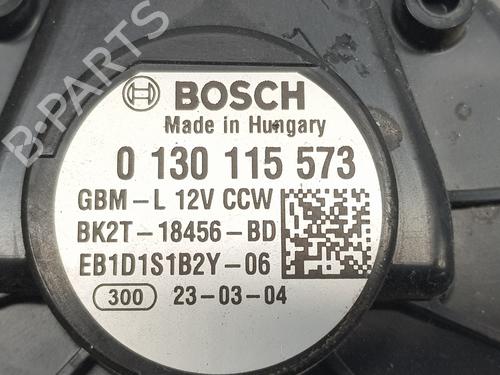 B-PARTS
BOSCH
Made in Hungary
0 130 115 573
GBM-L 12V CCW
BK2T-18456-BD
EB1D1S1B2Y-06
300 23-03-04